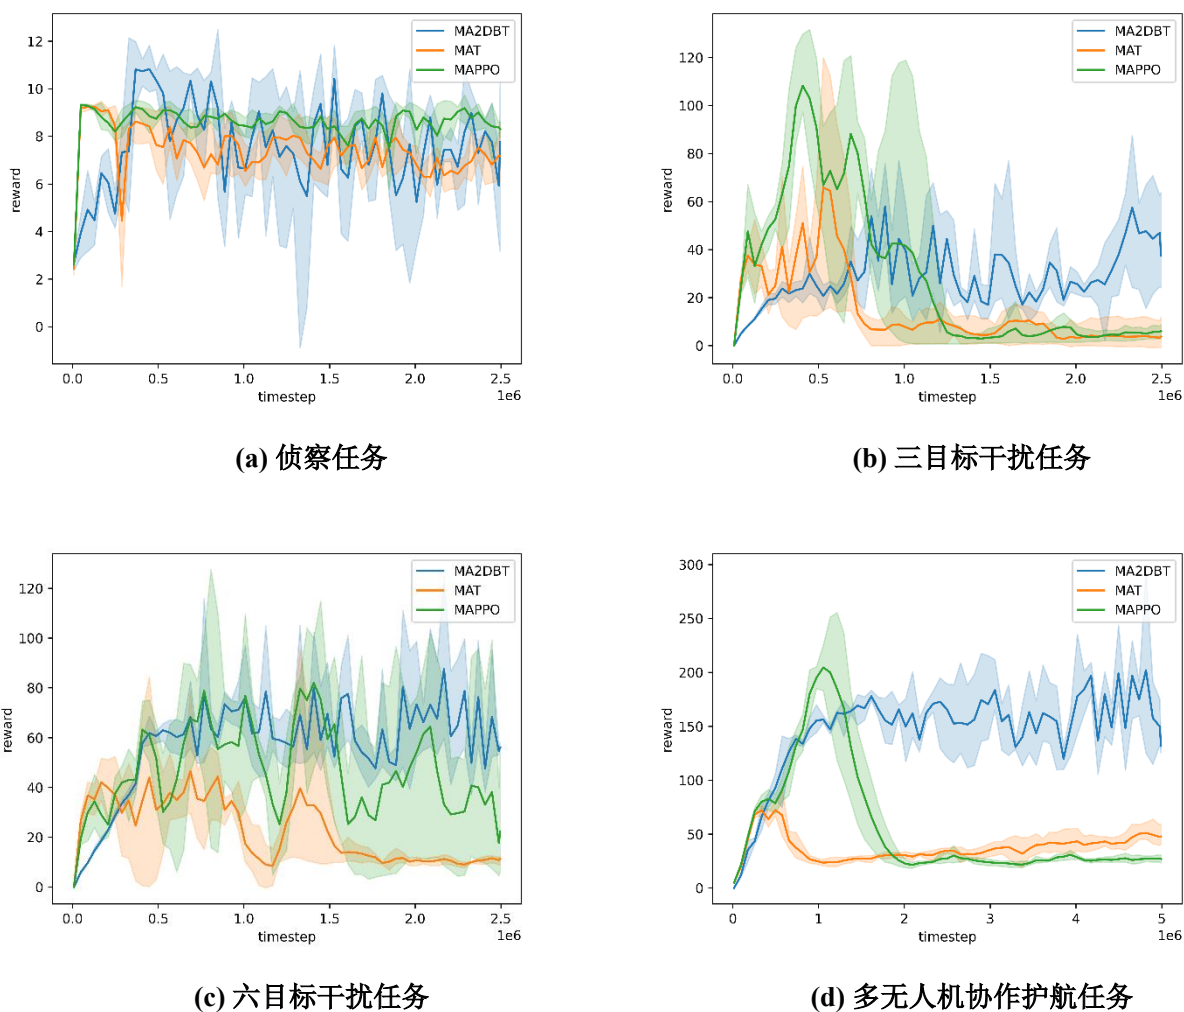 MA2DBT
MAT
MAPPO
12
10
8
6
4
2
0
reward
0.0 0.5 1.0 1.5 2.0 2.5
1e6
timestep
(a) 侦察任务
MA2DBT
MAT
MAPPO
120
100
80
60
40
20
0
reward
0.0 0.5 1.0 1.5 2.0 2.5
1e6
timestep
(b) 三目标干扰任务
MA2DBT
MAT
MAPPO
120
100
80
60
40
20
0
reward
0.0 0.5 1.0 1.5 2.0 2.5
1e6
timestep
(c) 六目标干扰任务
MA2DBT
MAT
MAPPO
300
250
200
150
100
50
0
reward
0 1 2 3 4 5
1e6
timestep
(d) 多无人机协作护航任务